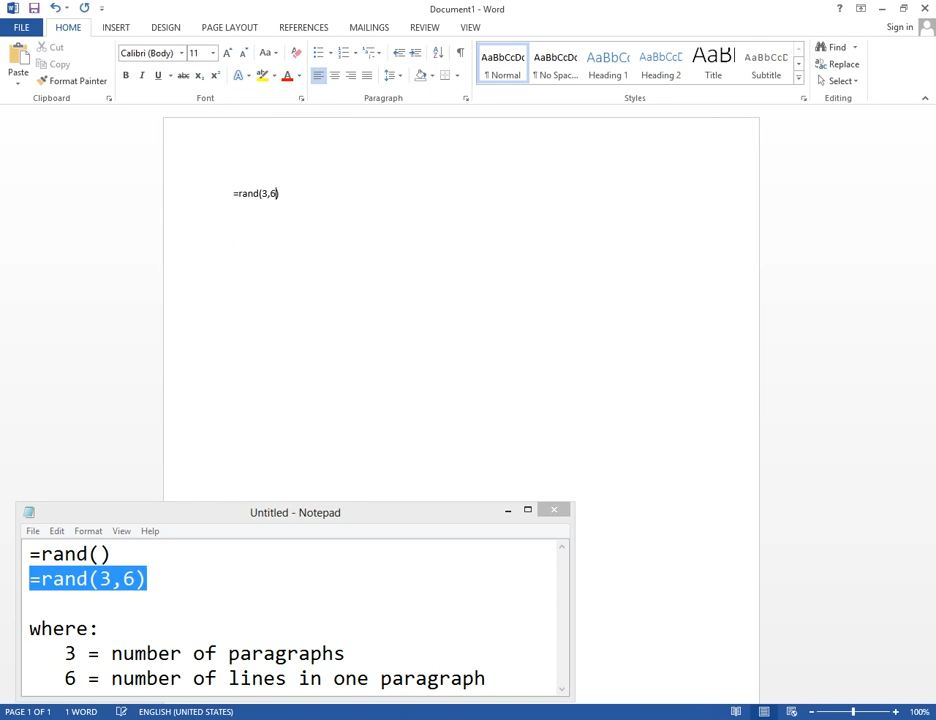 Document1 - Word
?
FILE HOME INSERT DESIGN PAGE LAYOUT REFERENCES MAILINGS REVIEW VIEW Sign in
Paste
Cut
Copy
Format Painter
Clipboard
Calibri (Body) 11
Font
Paragraph
AaBbCcDc AaBbCcDc AaBbCc AaBbCcD AaBl AaBbCcD
¶ Normal ¶ No Spac... Heading 1 Heading 2 Title Subtitle
Styles
Find
Replace
Select
Editing
=rand(3,6)
Untitled - Notepad
File Edit Format View Help
=rand()
=rand(3,6)
where:
3 = number of paragraphs
6 = number of lines in one paragraph
PAGE 1 OF 1 1 WORD ENGLISH (UNITED STATES) 100%